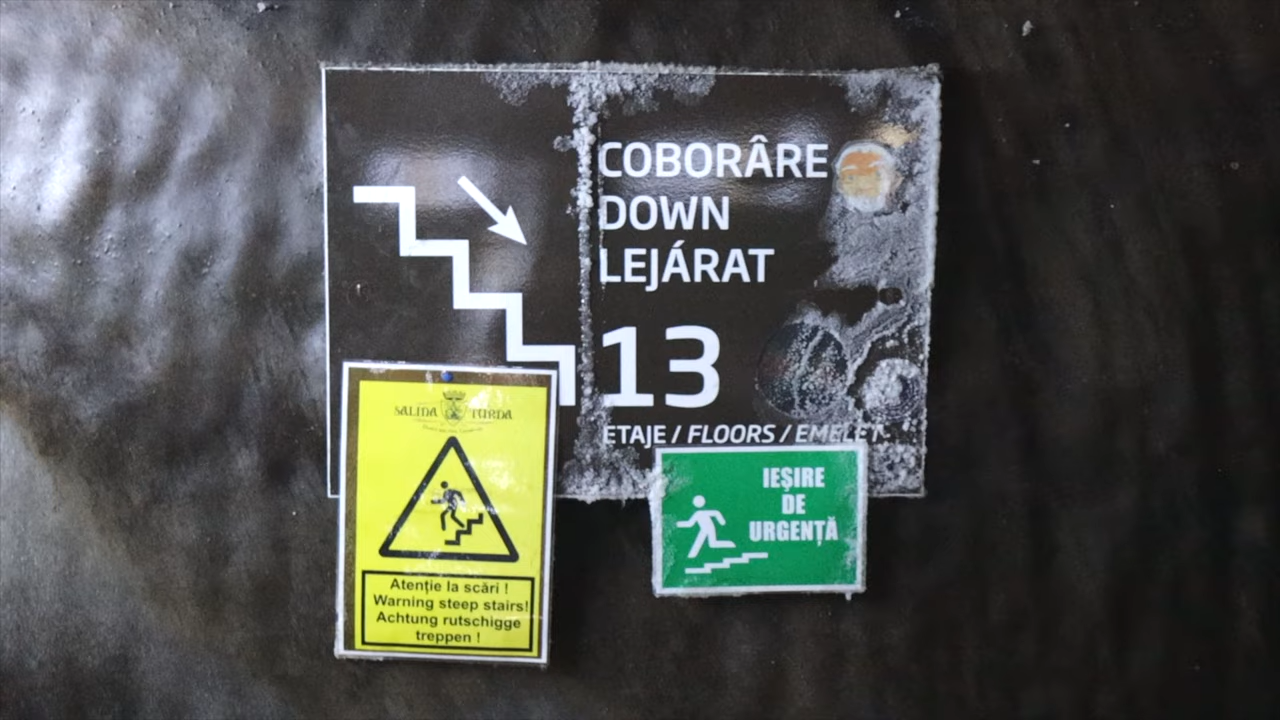 COBORÂRE
DOWN
LEJÁRAT
13
ETAJE / FLOORS / EMELET
SALINA TURDA
Atenție la scări !
Warning steep stairs!
Achtung rutschigge
treppen !
IEȘIRE
DE
URGENȚĂ